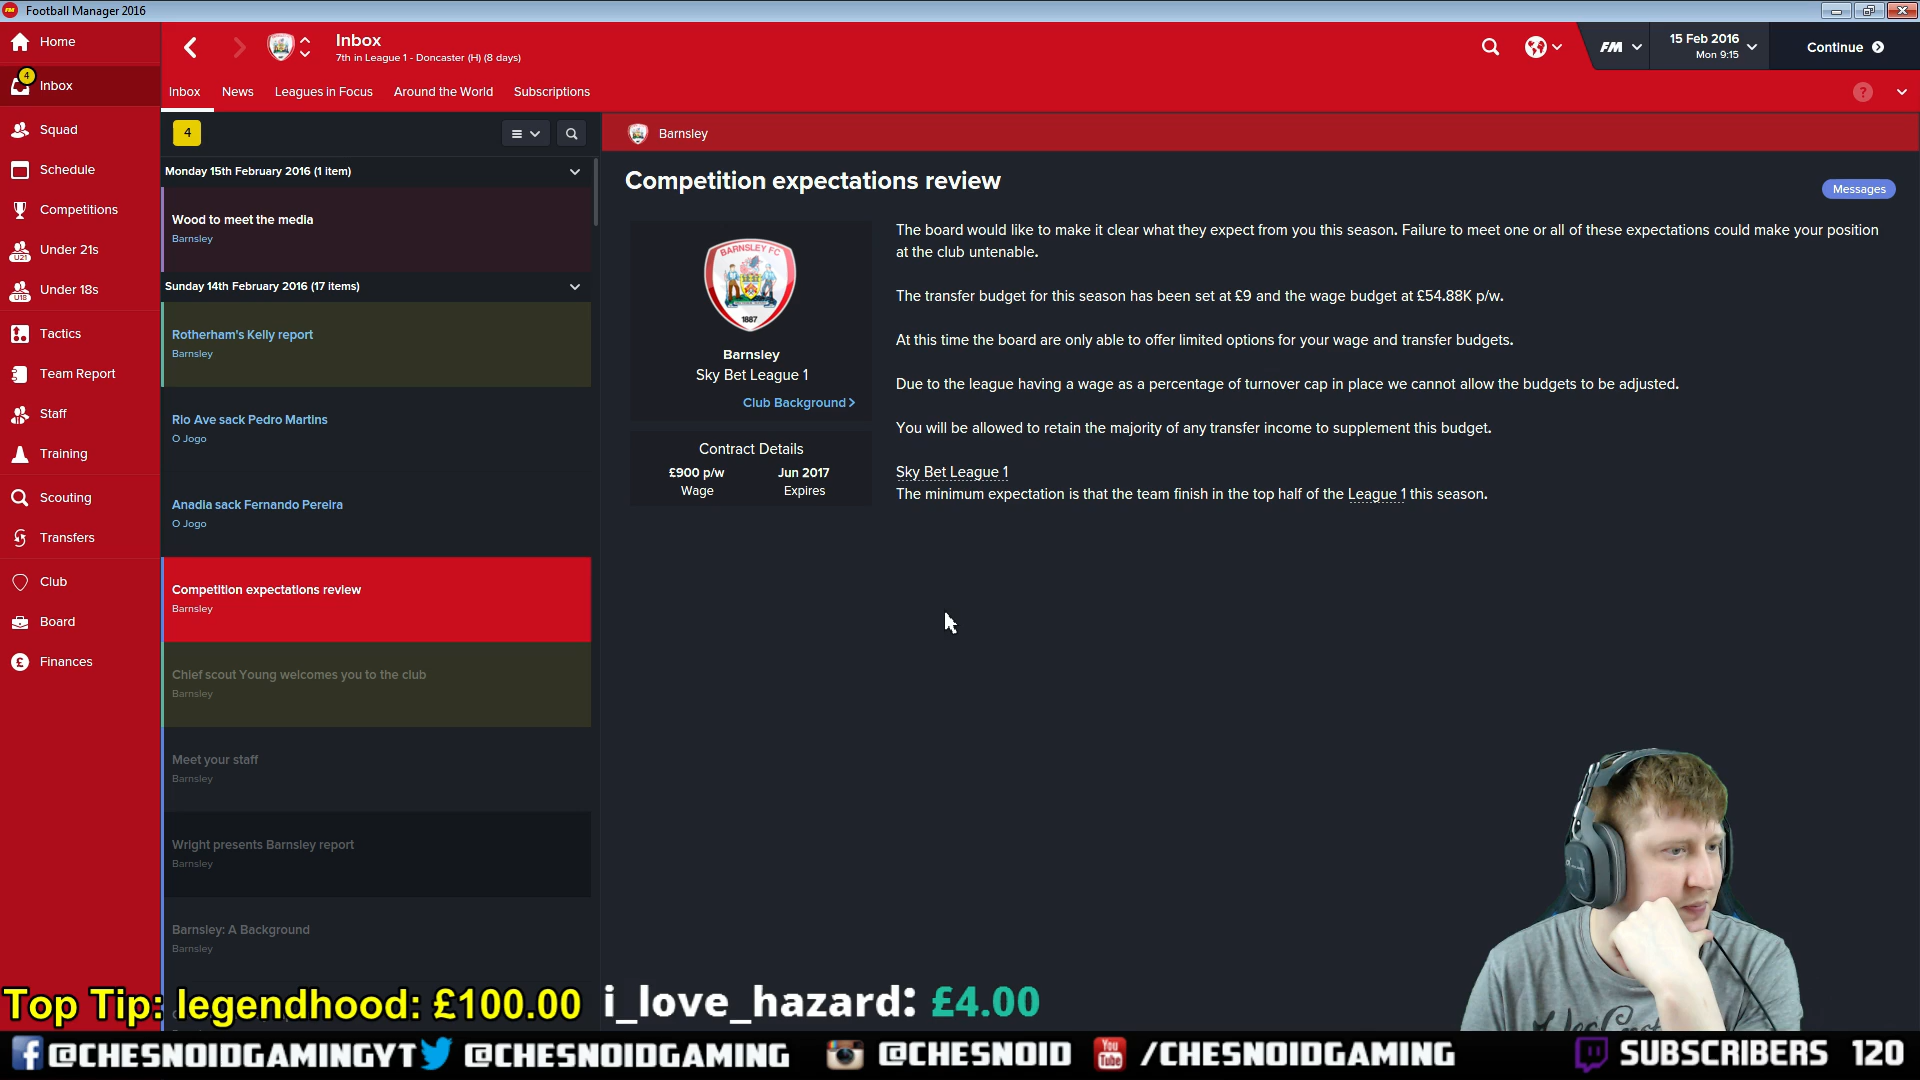 Football Manager 2016
Home
4
Inbox
Squad
Schedule
Competitions
U21
Under 21s
U18
Under 18s
Tactics
Team Report
Staff
Training
Scouting
Transfers
Club
Board
Finances
Inbox
7th in League 1 - Doncaster (H) (8 days)
FM
15 Feb 2016
Mon 9:15
Continue
Inbox
News
Leagues in Focus
Around the World
Subscriptions
?
4
Monday 15th February 2016 (1 item)
Wood to meet the media
Barnsley
Sunday 14th February 2016 (17 items)
Rotherham's Kelly report
Barnsley
Rio Ave sack Pedro Martins
O Jogo
Anadia sack Fernando Pereira
O Jogo
Competition expectations review
Barnsley
Chief scout Young welcomes you to the club
Barnsley
Meet your staff
Barnsley
Wright presents Barnsley report
Barnsley
Barnsley: A Background
Barnsley
Barnsley
Competition expectations review
Messages
BARNSLEY FC
1887
Barnsley
Sky Bet League 1
Club Background >
Contract Details
£900 p/w Jun 2017
Wage Expires
The board would like to make it clear what they expect from you this season. Failure to meet one or all of these expectations could make your position
at the club untenable.
The transfer budget for this season has been set at £9 and the wage budget at £54.88K p/w.
At this time the board are only able to offer limited options for your wage and transfer budgets.
Due to the league having a wage as a percentage of turnover cap in place we cannot allow the budgets to be adjusted.
You will be allowed to retain the majority of any transfer income to supplement this budget.
Sky Bet League 1
The minimum expectation is that the team finish in the top half of the League 1 this season.
Top Tip: legendhood: £100.00 i_love_hazard: £4.00
@CHESNOIDGAMINGYT @CHESNOIDGAMING @CHESNOID You Tube /CHESNOIDGAMING SUBSCRIBERS 120